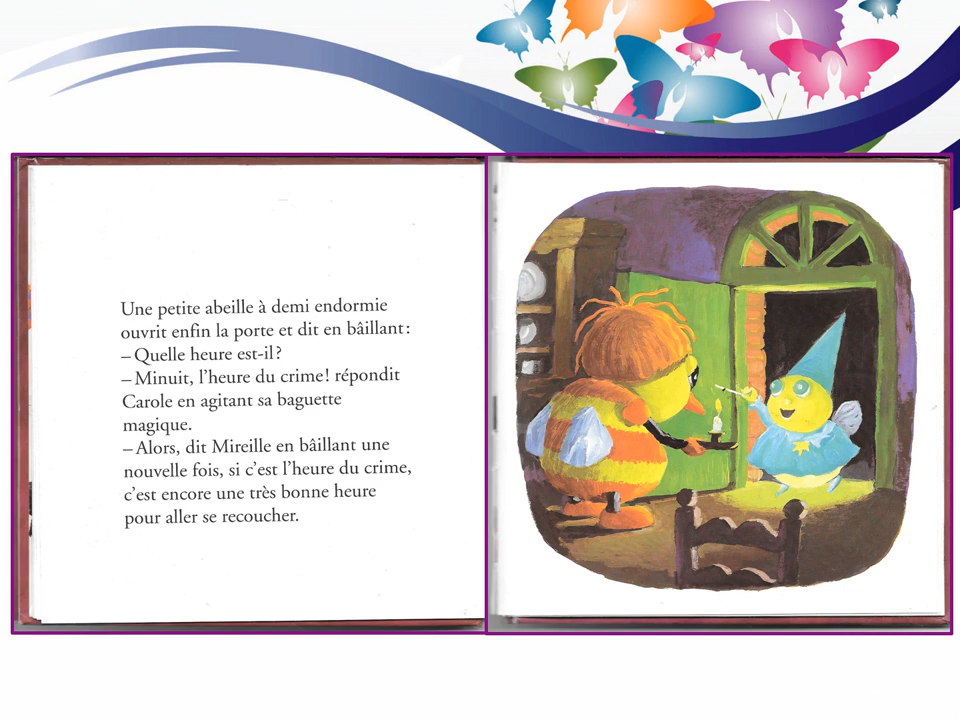 Une petite abeille à demi endormie
ouvrit enfin la porte et dit en bâillant :
– Quelle heure est-il ?
– Minuit, l’heure du crime ! répondit
Carole en agitant sa baguette
magique.
– Alors, dit Mireille en bâillant une
nouvelle fois, si c’est l’heure du crime,
c’est encore une très bonne heure
pour aller se recoucher.